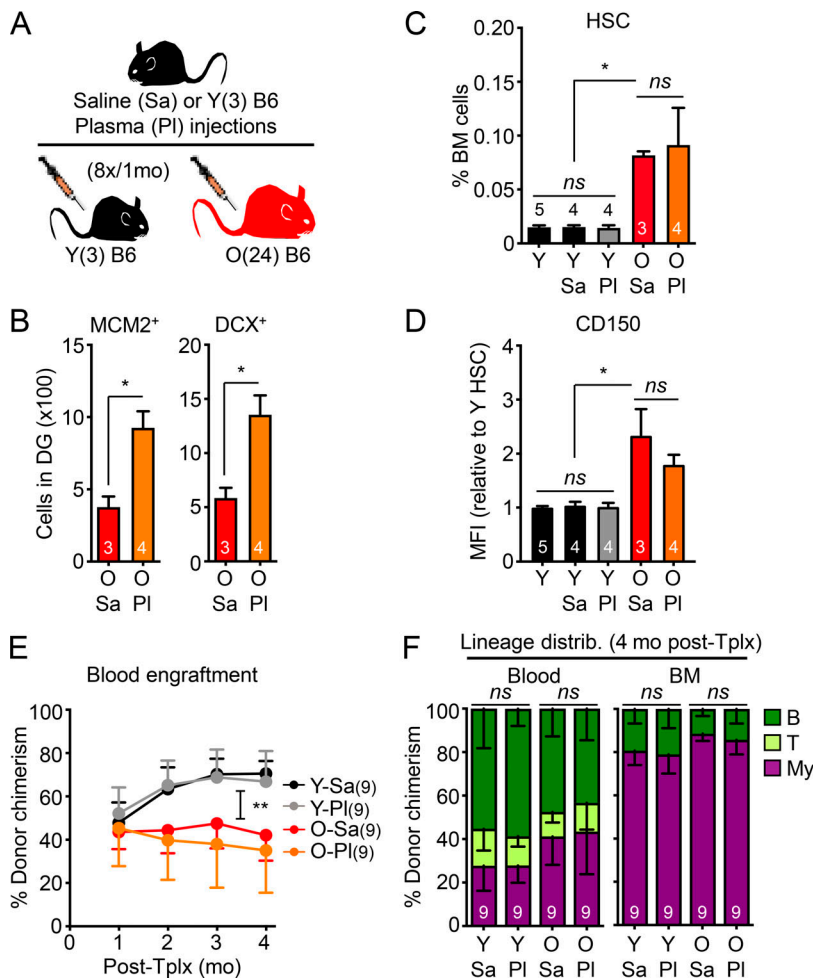 A
Saline (Sa) or Y(3) B6
Plasma (Pl) injections
(8x/1mo)
Y(3) B6
O(24) B6
B
MCM2+
DCX+
Cells in DG (x100)
15
10
5
0
20
15
10
5
0
*
*
3
4
3
4
O
O
O
O
Sa
Pl
Sa
Pl
C
HSC
% BM cells
0.20
0.15
0.10
0.05
0.00
*
ns
ns
5
4
4
3
4
Y
Y
Y
O
O
Sa
Pl
Sa
Pl
D
CD150
MFI (relative to Y HSC)
4
3
2
1
0
*
ns
ns
5
4
4
3
4
Y
Y
Y
O
O
Sa
Pl
Sa
Pl
E
Blood engraftment
% Donor chimerism
100
80
60
40
20
0
0
1
2
3
4
Post-Tplx (mo)
Y-Sa(9)
Y-Pl(9)
**
O-Sa(9)
O-Pl(9)
F
Lineage distrib. (4 mo post-Tplx)
Blood
BM
ns
ns
ns
ns
% Donor chimerism
100
80
60
40
20
0
9
9
9
9
9
9
9
9
Y
Y
O
O
Y
Y
O
O
Sa
Pl
Sa
Pl
Sa
Pl
Sa
Pl
B
T
My